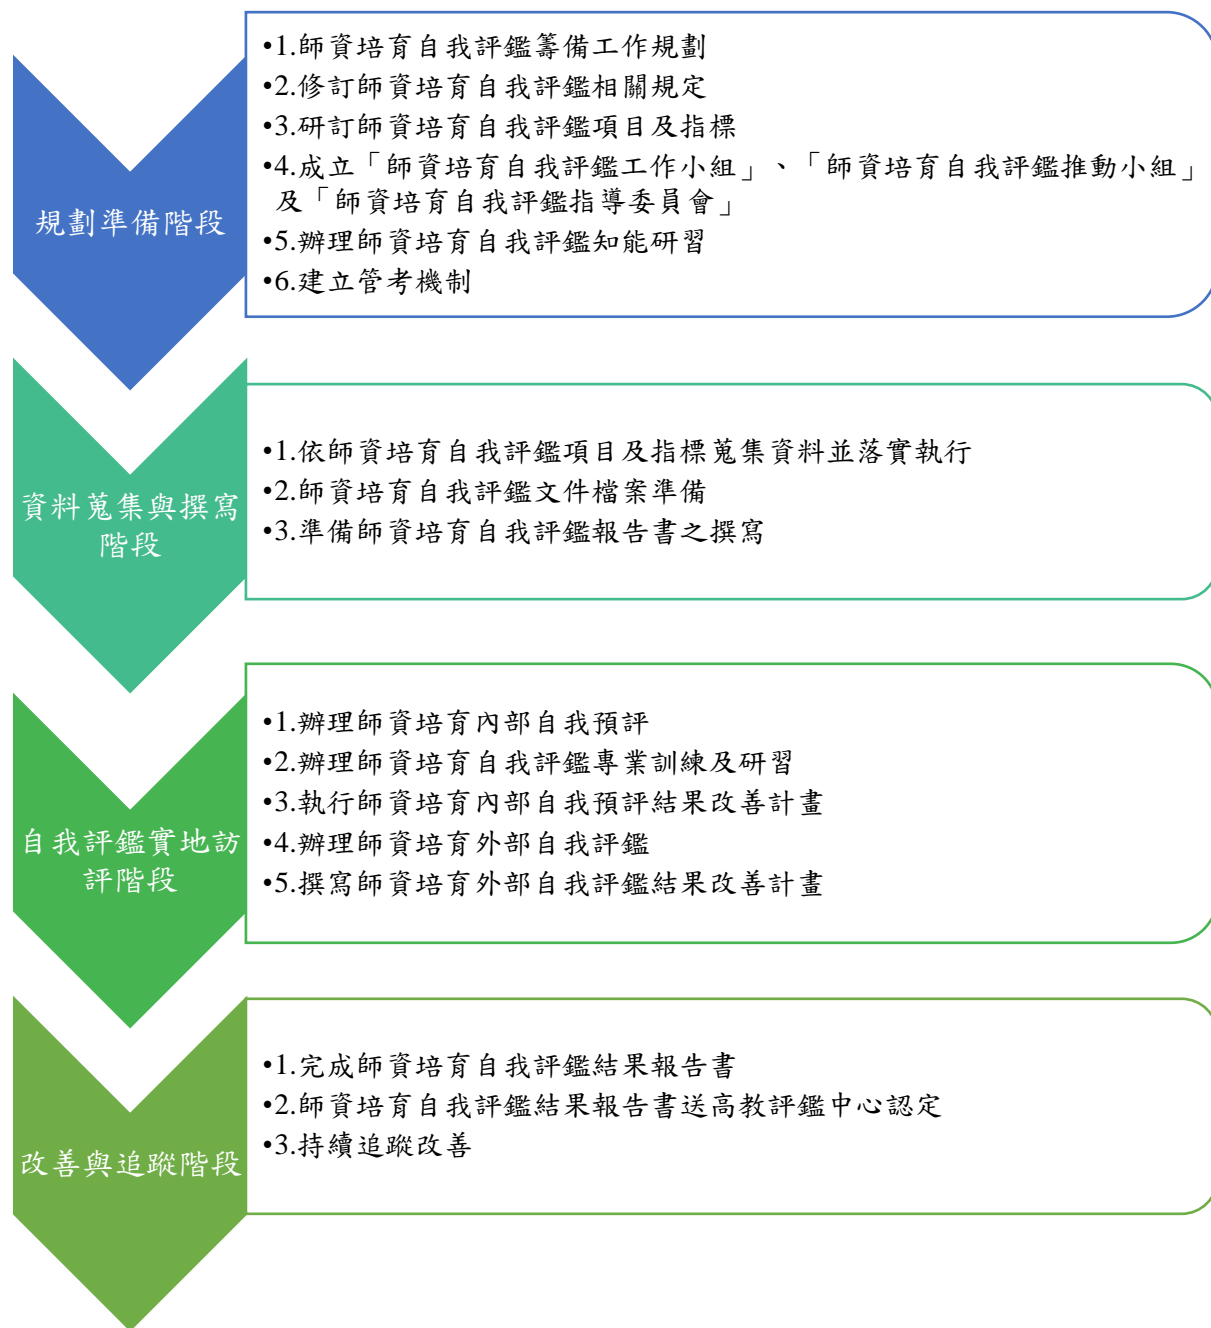 規劃準備階段
•1.師資培育自我評鑑籌備工作規劃
•2.修訂師資培育自我評鑑相關規定
•3.研訂師資培育自我評鑑項目及指標
•4.成立「師資培育自我評鑑工作小組」、「師資培育自我評鑑推動小組」
及「師資培育自我評鑑指導委員會」
•5.辦理師資培育自我評鑑知能研習
•6.建立管考機制
資料蒐集與撰寫
階段
•1.依師資培育自我評鑑項目及指標蒐集資料並落實執行
•2.師資培育自我評鑑文件檔案準備
•3.準備師資培育自我評鑑報告書之撰寫
自我評鑑實地訪
評階段
•1.辦理師資培育內部自我預評
•2.辦理師資培育自我評鑑專業訓練及研習
•3.執行師資培育內部自我預評結果改善計畫
•4.辦理師資培育外部自我評鑑
•5.撰寫師資培育外部自我評鑑結果改善計畫
改善與追蹤階段
•1.完成師資培育自我評鑑結果報告書
•2.師資培育自我評鑑結果報告書送高教評鑑中心認定
•3.持續追蹤改善